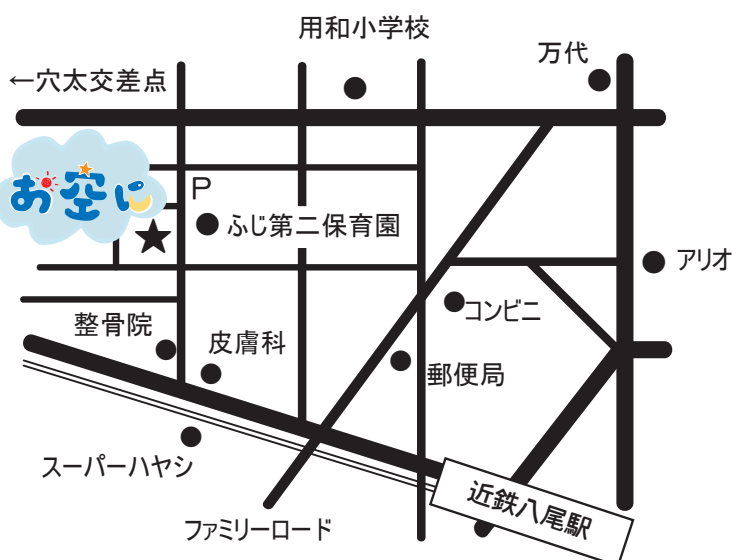 用和小学校
万代
←穴太交差点
お空に
P
ふじ第二保育園
アリオ
コンビニ
整骨院
皮膚科
郵便局
スーパーハヤシ
近鉄八尾駅
ファミリーロード